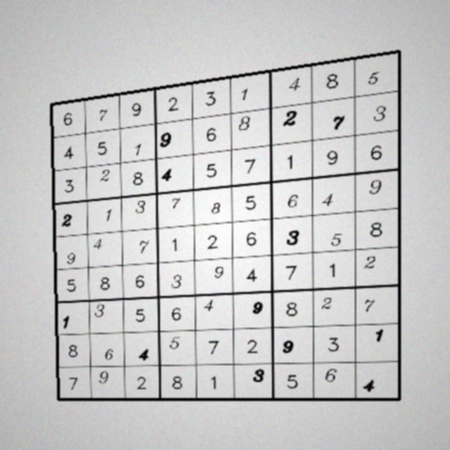 6 7 9 2 3 1 4 8 5
4 5 1 9 6 8 2 7 3
3 2 8 4 5 7 1 9 6
2 1 3 7 8 5 6 4 9
9 4 7 1 2 6 3 5 8
5 8 6 3 9 4 7 1 2
1 3 5 6 4 9 8 2 7
8 6 4 5 7 2 9 3 1
7 9 2 8 1 3 5 6 4